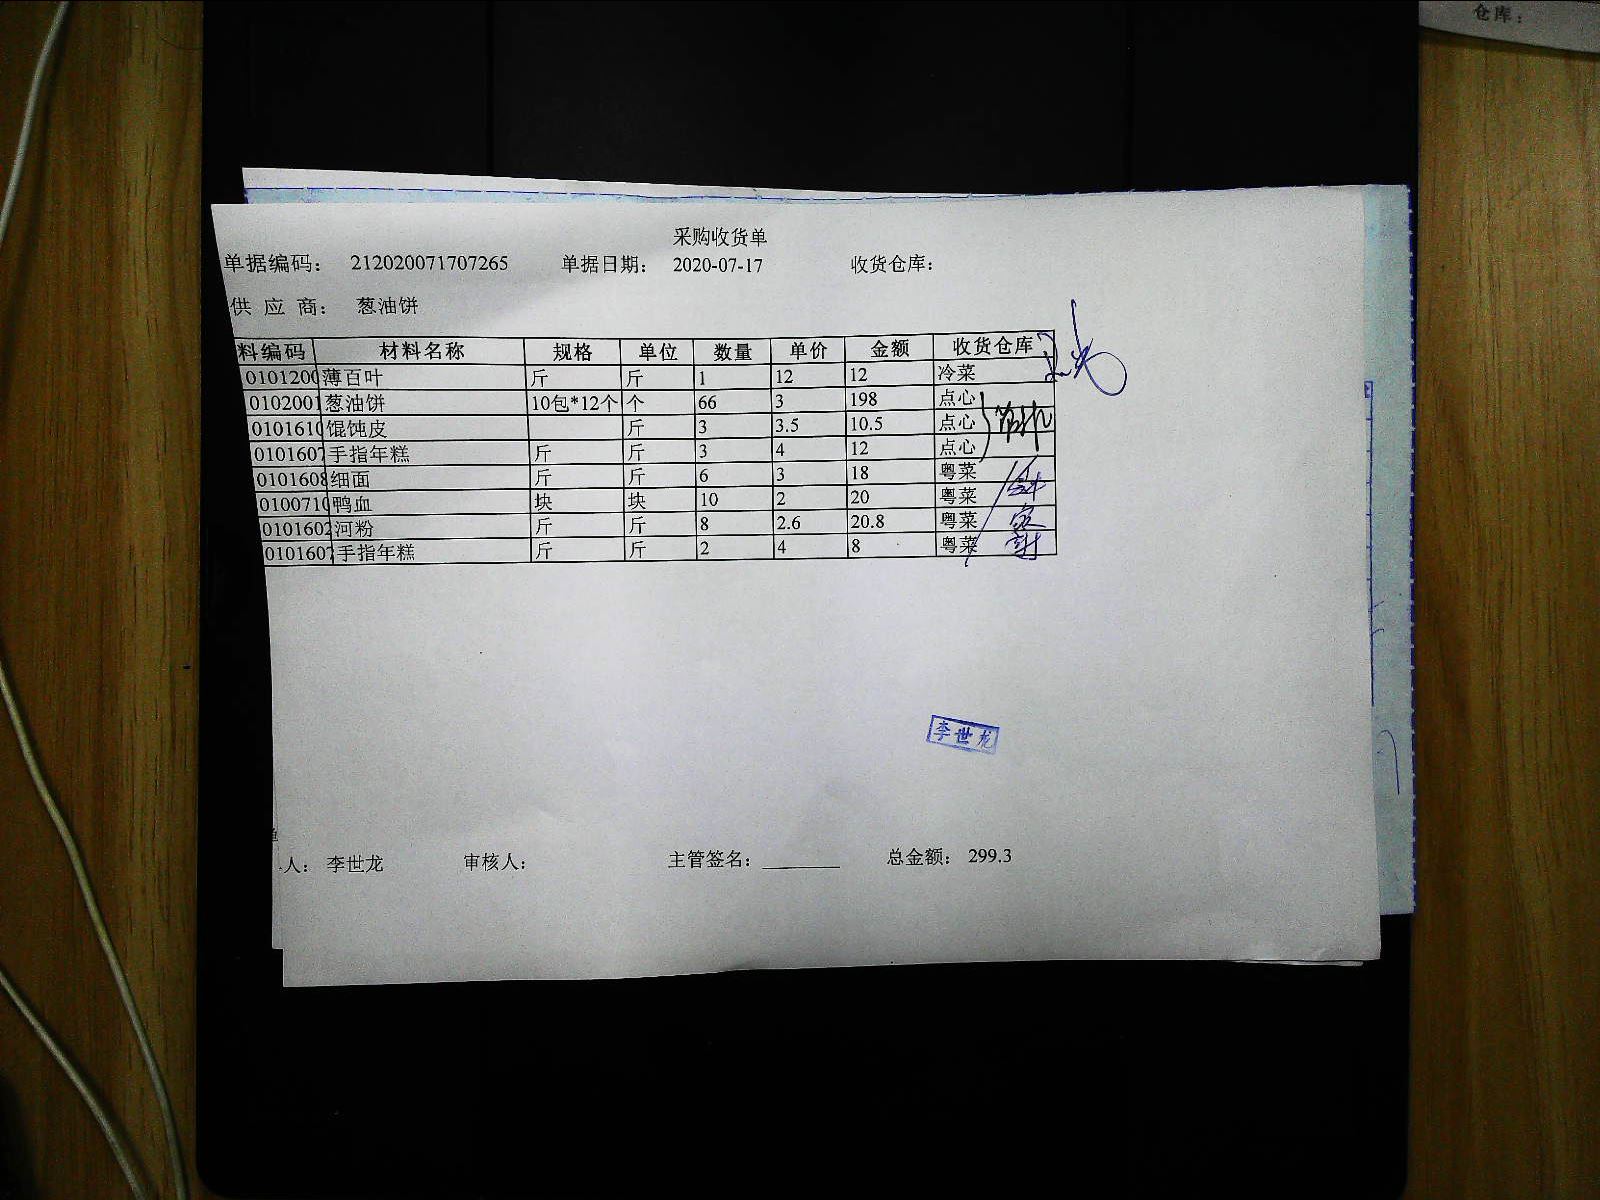 仓库：
采购收货单
单据编码： 212020071707265 单据日期： 2020-07-17 收货仓库：
供 应 商： 葱油饼
料编码 材料名称 规格 单位 数量 单价 金额 收货仓库
0101200 薄百叶 斤 斤 1 12 12 冷菜
0102001 葱油饼 10包*12个 个 66 3 198 点心
0101610 馄饨皮 斤 3 3.5 10.5 点心
0101607 手指年糕 斤 斤 3 4 12 点心
0101608 细面 斤 斤 6 3 18 粤菜
0100710 鸭血 块 块 10 2 20 粤菜
0101602 河粉 斤 斤 8 2.6 20.8 粤菜
0101607 手指年糕 斤 斤 2 4 8 粤菜
李世龙
人： 李世龙 审核人： 主管签名： 总金额： 299.3